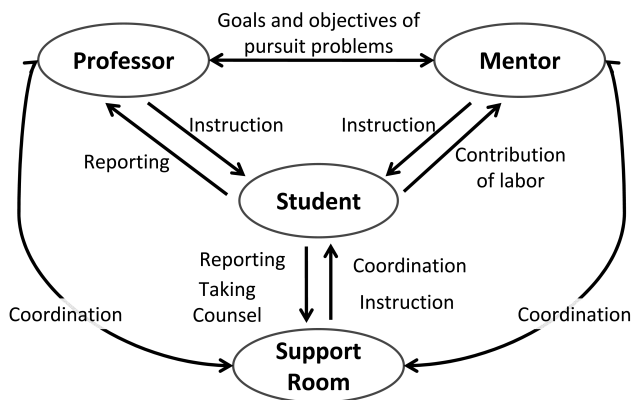 Goals and objectives of
pursuit problems
Professor
Mentor
Instruction
Instruction
Reporting
Contribution
of labor
Student
Reporting
Coordination
Taking
Counsel
Instruction
Coordination
Coordination
Support
Room